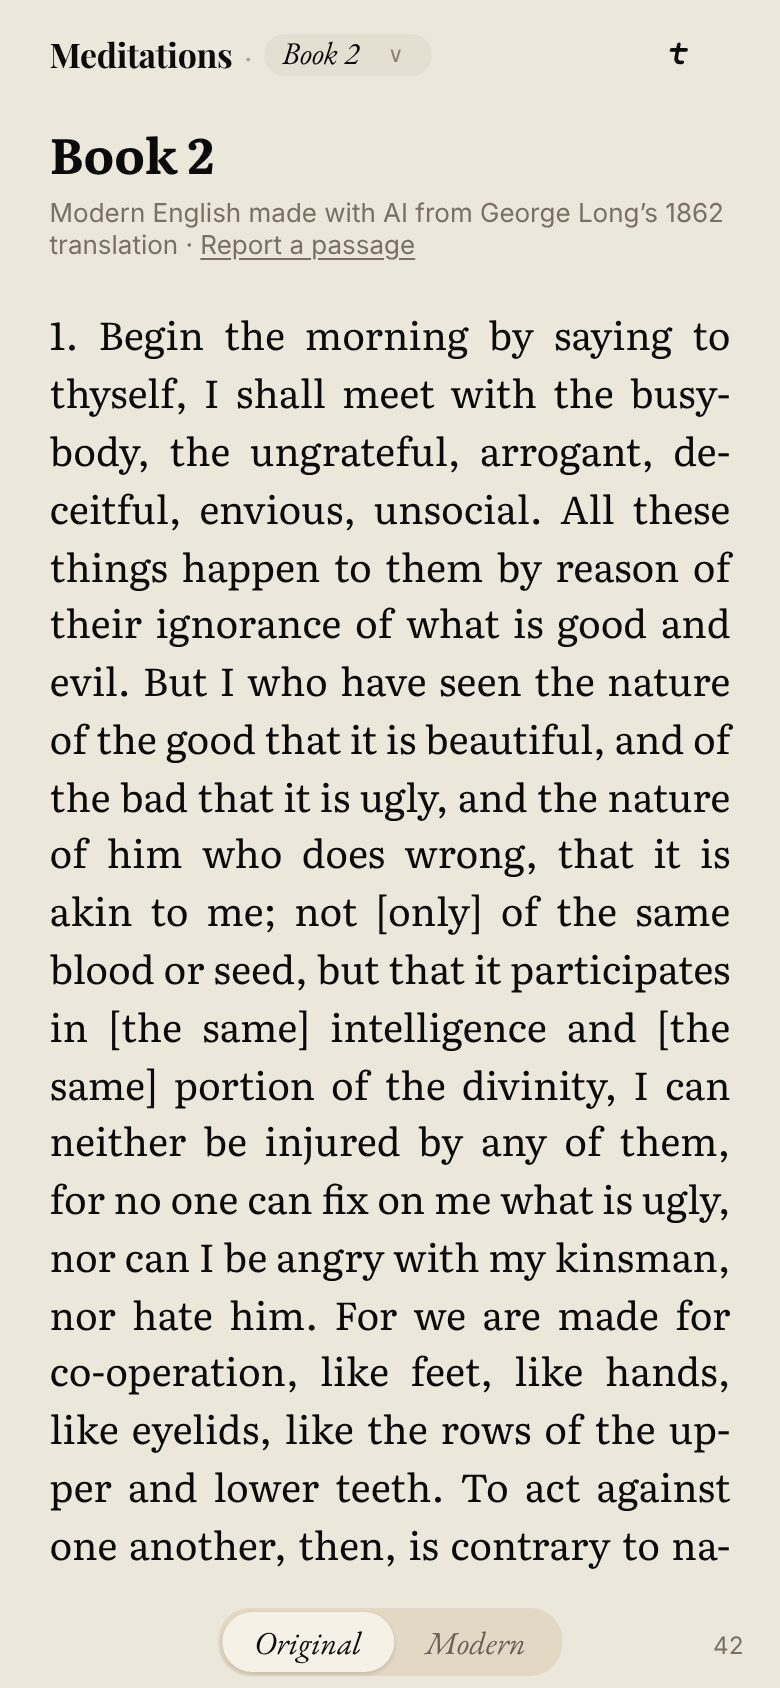 Meditations · Book 2 ∨
t
Book 2
Modern English made with AI from George Long’s 1862
translation · Report a passage
1. Begin the morning by saying to
thyself, I shall meet with the busy-
body, the ungrateful, arrogant, de-
ceitful, envious, unsocial. All these
things happen to them by reason of
their ignorance of what is good and
evil. But I who have seen the nature
of the good that it is beautiful, and of
the bad that it is ugly, and the nature
of him who does wrong, that it is
akin to me; not [only] of the same
blood or seed, but that it participates
in [the same] intelligence and [the
same] portion of the divinity, I can
neither be injured by any of them,
for no one can fix on me what is ugly,
nor can I be angry with my kinsman,
nor hate him. For we are made for
co-operation, like feet, like hands,
like eyelids, like the rows of the up-
per and lower teeth. To act against
one another, then, is contrary to na-
Original Modern
42